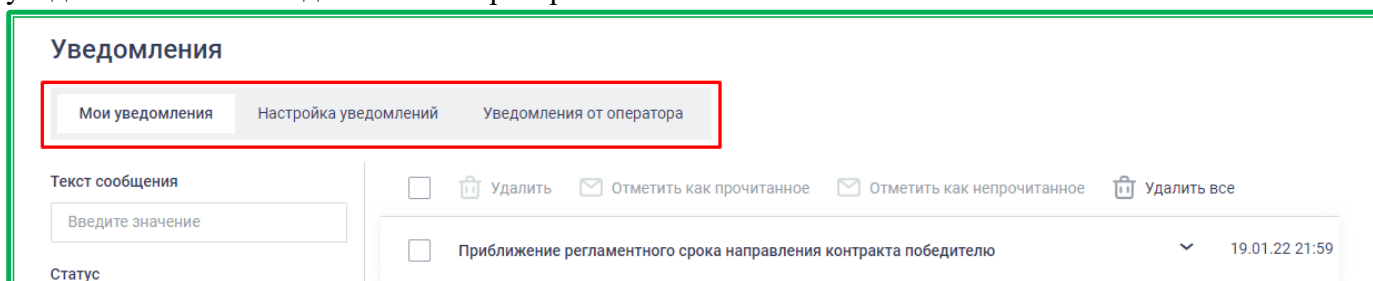 Уведомления
Мои уведомления Настройка уведомлений Уведомления от оператора
Текст сообщения
Удалить Отметить как прочитанное Отметить как непрочитанное Удалить все
Введите значение
Приближение регламентного срока направления контракта победителю 19.01.22 21:59
Статус